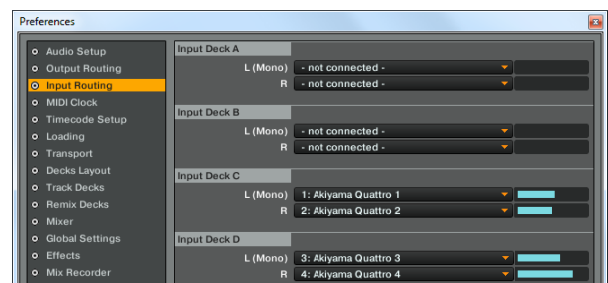 Preferences
Audio Setup
Output Routing
Input Routing
MIDI Clock
Timecode Setup
Loading
Transport
Decks Layout
Track Decks
Remix Decks
Mixer
Global Settings
Effects
Mix Recorder
Input Deck A
L (Mono) - not connected -
R - not connected -
Input Deck B
L (Mono) - not connected -
R - not connected -
Input Deck C
L (Mono) 1: Akiyama Quattro 1
R 2: Akiyama Quattro 2
Input Deck D
L (Mono) 3: Akiyama Quattro 3
R 4: Akiyama Quattro 4